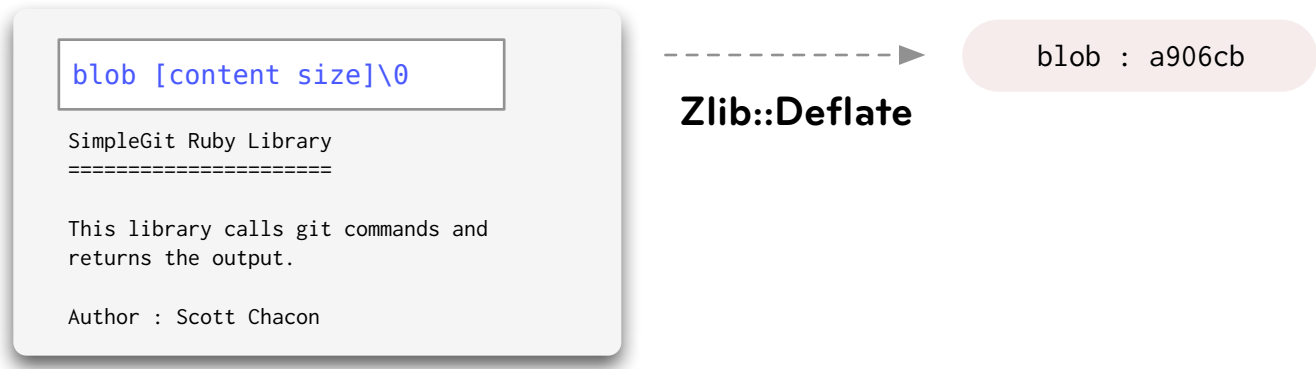 blob [content size]\0
SimpleGit Ruby Library
======================
This library calls git commands and
returns the output.
Author : Scott Chacon
Zlib::Deflate
blob : a906cb